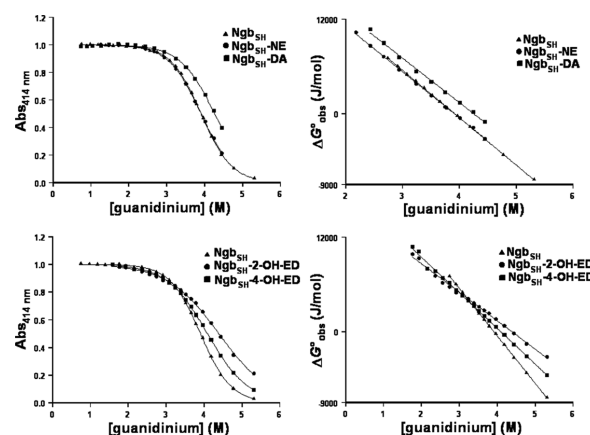 Abs414 nm
1.2
1.0
0.8
0.6
0.4
0.2
0.0
0 1 2 3 4 5 6
[guanidinium] (M)
NgbSH
NgbSH-NE
NgbSH-DA
ΔG°obs (J/mol)
12000
0
-9000
2 3 4 5 6
[guanidinium] (M)
NgbSH
NgbSH-NE
NgbSH-DA
Abs414 nm
1.2
1.0
0.8
0.6
0.4
0.2
0.0
0 1 2 3 4 5 6
[guanidinium] (M)
NgbSH
NgbSH-2-OH-ED
NgbSH-4-OH-ED
ΔG°obs (J/mol)
12000
0
-9000
0 1 2 3 4 5 6
[guanidinium] (M)
NgbSH
NgbSH-2-OH-ED
NgbSH-4-OH-ED